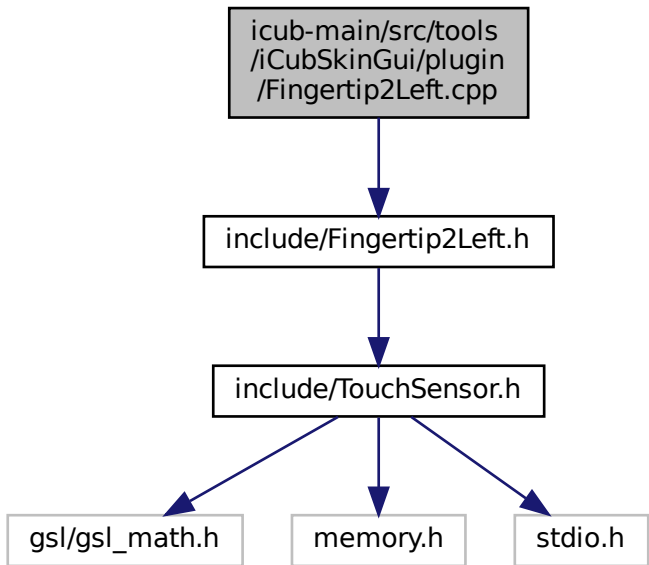 icub-main/src/tools
/iCubSkinGui/plugin
/Fingertip2Left.cpp
include/Fingertip2Left.h
include/TouchSensor.h
gsl/gsl_math.h
memory.h
stdio.h